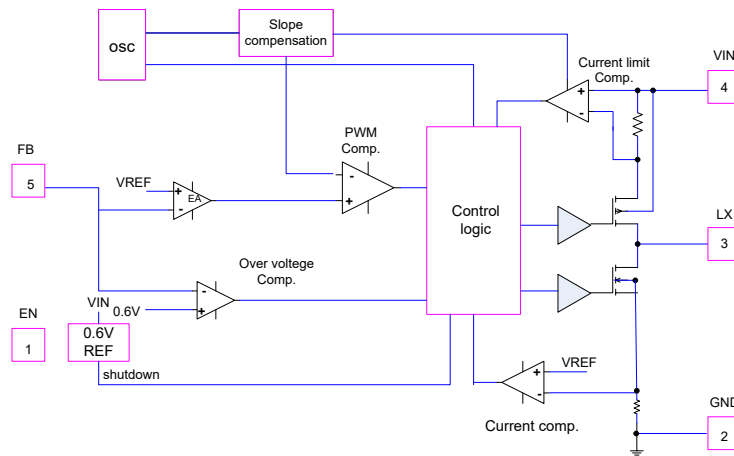 Slope
compensation
OSC
VIN
4
Current limit
Comp.
+
-
FB
5
PWM
Comp.
VREF
+
EA
-
-
+
Control
logic
LX
3
Over voltege
Comp.
-
+
VIN
0.6V
EN
1
0.6V
REF
shutdown
VREF
+
-
Current comp.
GND
2